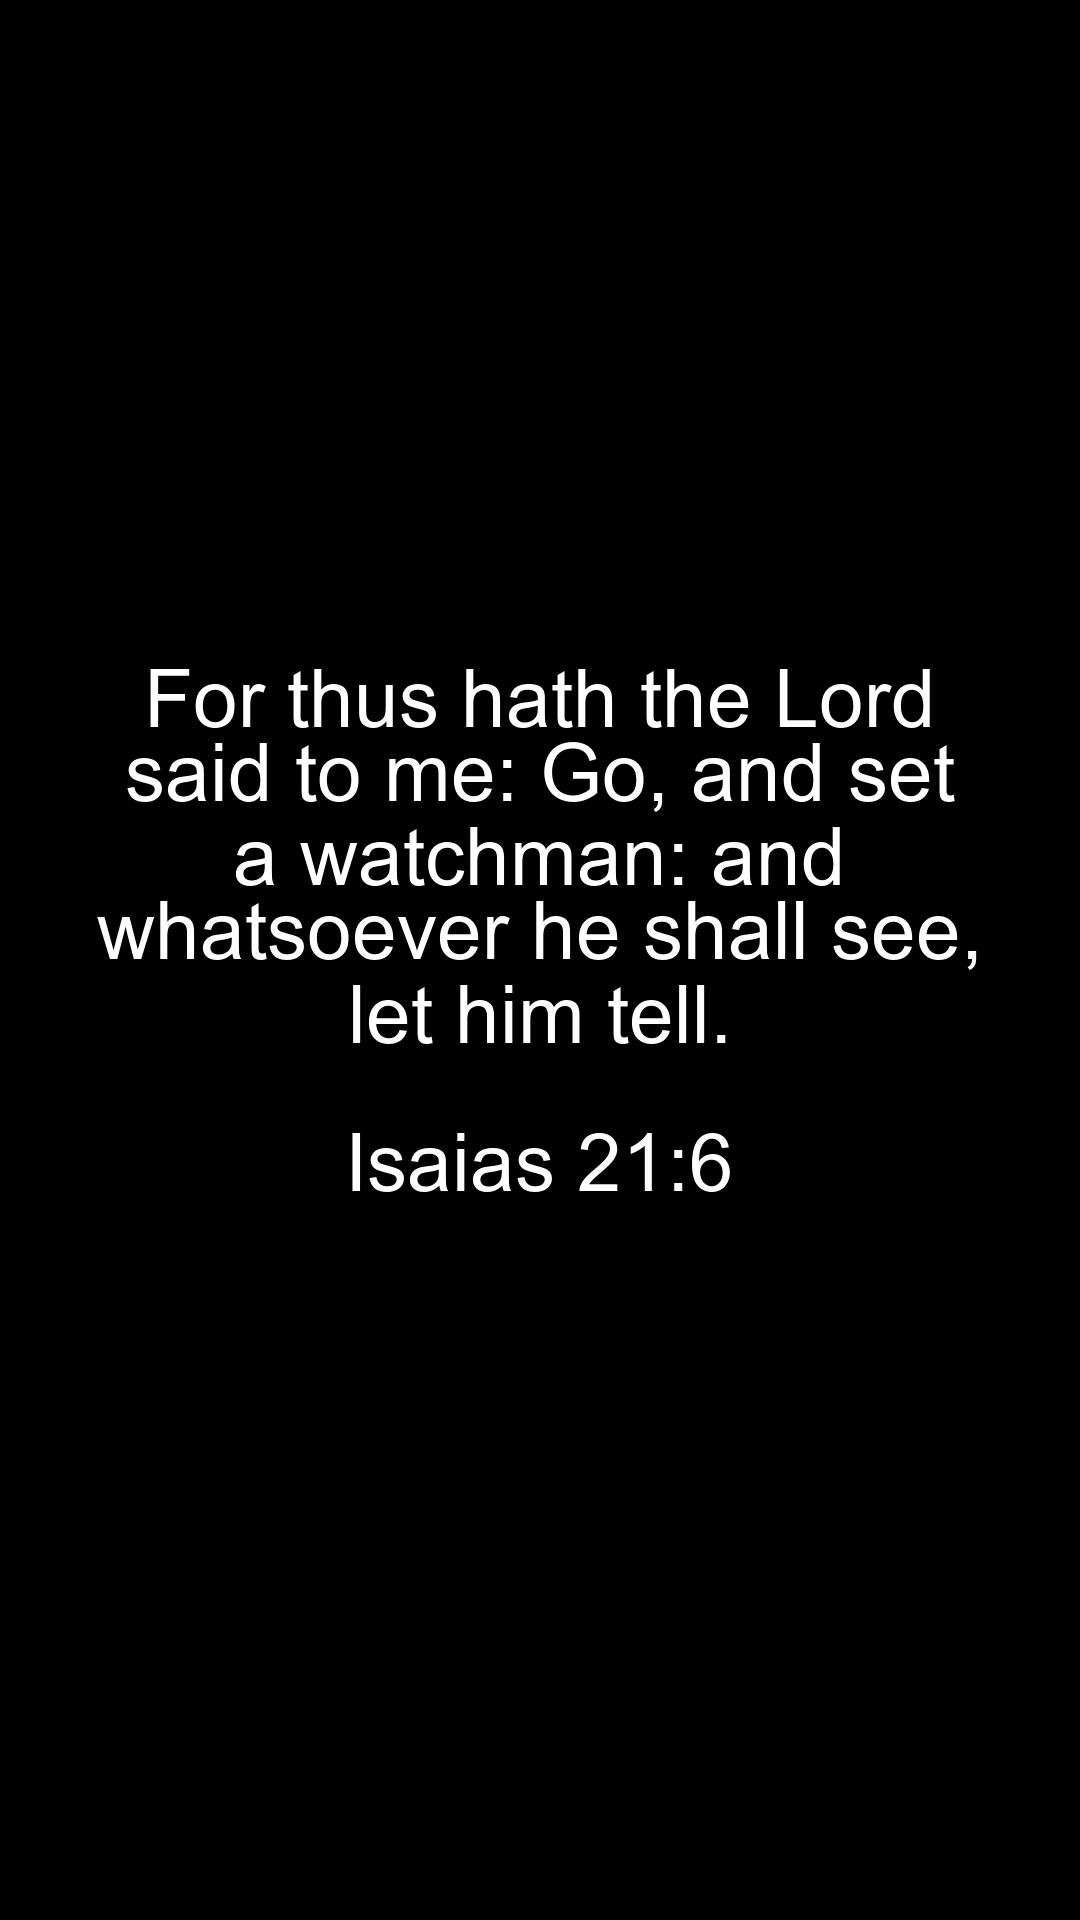 For thus hath the Lord
said to me: Go, and set
a watchman: and
whatsoever he shall see,
let him tell.
Isaias 21:6